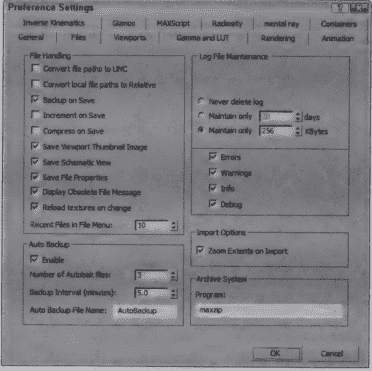 Preference Settings
Inverse Kinematics Gizmos MAXScript Radiosity mental ray Containers
General Files Viewports Gamma and LUT Rendering Animation
File Handling
Convert file paths to UNC
Convert local file paths to Relative
Backup on Save
Increment on Save
Compress on Save
Save Viewport Thumbnail Image
Save Schematic View
Save File Properties
Display Obsolete File Message
Reload textures on change
Recent Files in File Menu: 10
Auto Backup
Enable
Number of Autobak files: 3
Backup Interval (minutes): 5.0
Auto Backup File Name: AutoBackup
Log File Maintenance
Never delete log
Maintain only days
Maintain only 256 KBytes
Errors
Warnings
Info
Debug
Import Options
Zoom Extents on Import
Archive System
Program:
maxzip
OK Cancel